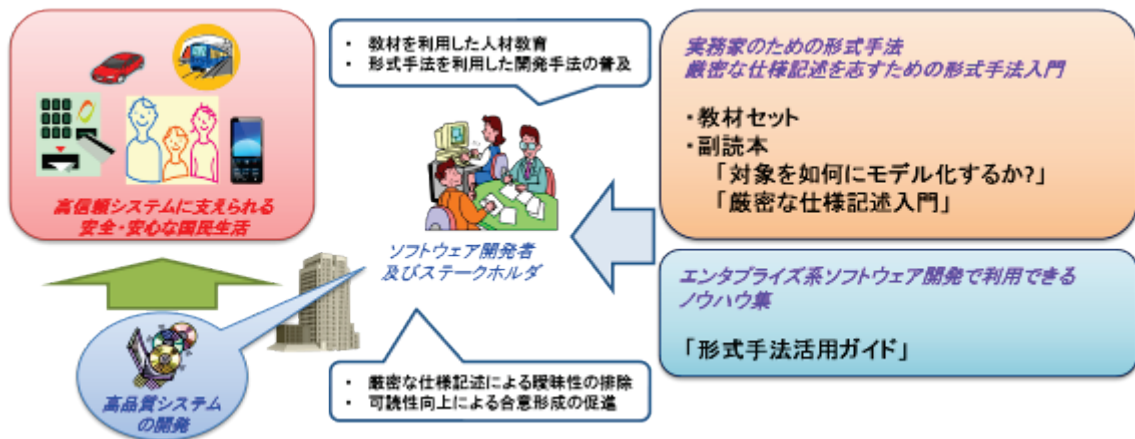 高信頼システムに支えられる
安全・安心な国民生活
高品質システム
の開発
・ 教材を利用した人材教育
・ 形式手法を利用した開発手法の普及
ソフトウェア開発者
及びステークホルダ
・ 厳密な仕様記述による曖昧性の排除
・ 可読性向上による合意形成の促進
実務家のための形式手法
厳密な仕様記述を志すための形式手法入門
・教材セット
・副読本
「対象を如何にモデル化するか?」
「厳密な仕様記述入門」
エンタプライズ系ソフトウェア開発で利用できる
ノウハウ集
「形式手法活用ガイド」